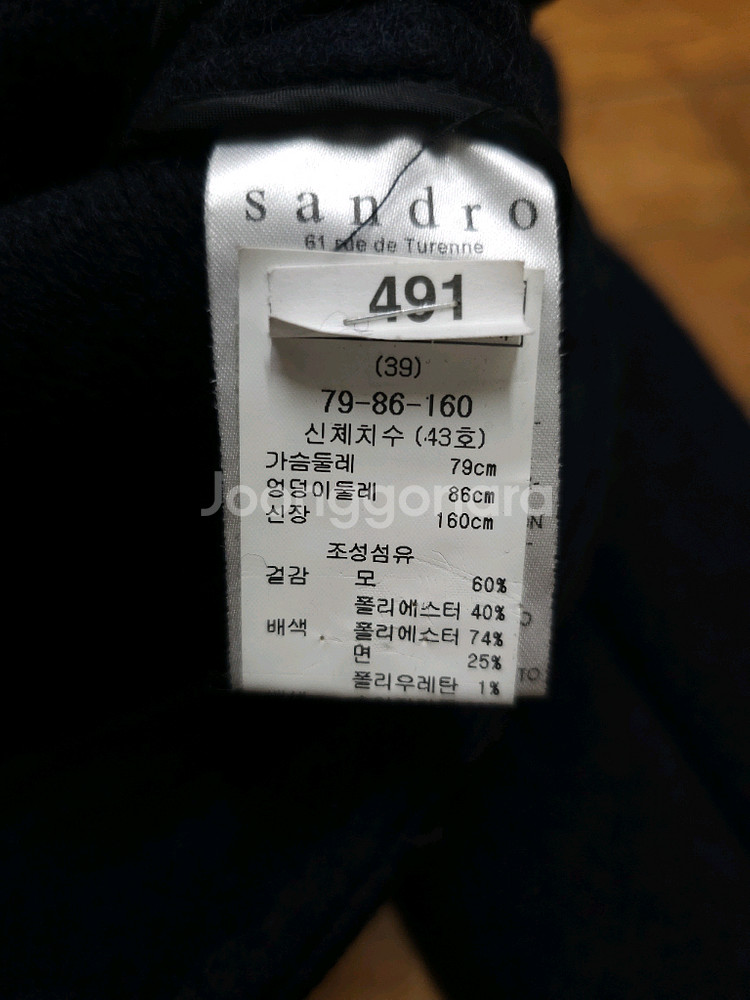 sandro
61 rue de Turenne
491
(39)
79-86-160
신체치수 (43호)
가슴둘레 79cm
엉덩이둘레 86cm
신장 160cm
Joonggonara
조성섬유
겉감 모 60%
폴리에스터 40%
배색 폴리에스터 74%
면 25%
폴리우레탄 1%